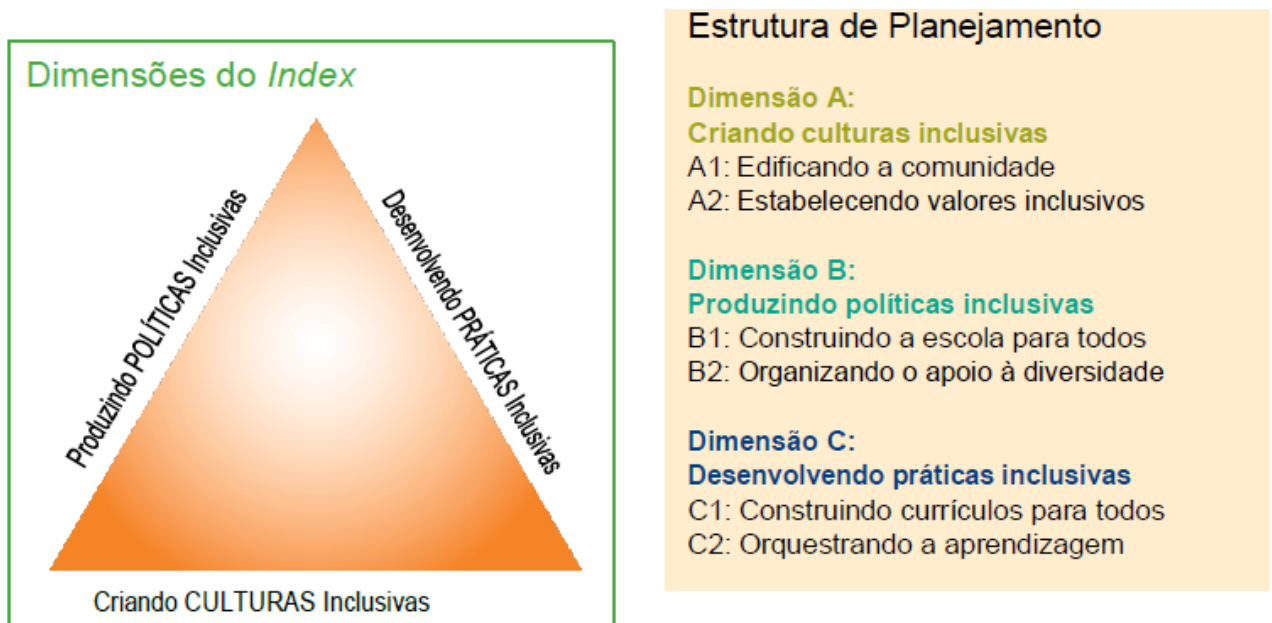 Dimensões do Index
Produzindo POLÍTICAS Inclusivas
Desenvolvendo PRÁTICAS Inclusivas
Criando CULTURAS Inclusivas
Estrutura de Planejamento
Dimensão A:
Criando culturas inclusivas
A1: Edificando a comunidade
A2: Estabelecendo valores inclusivos
Dimensão B:
Produzindo políticas inclusivas
B1: Construindo a escola para todos
B2: Organizando o apoio à diversidade
Dimensão C:
Desenvolvendo práticas inclusivas
C1: Construindo currículos para todos
C2: Orquestrando a aprendizagem